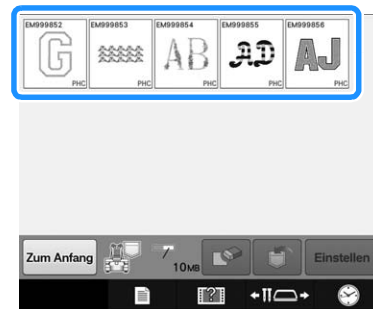 EM999852 EM999853 EM999854 EM999855 EM999856
G AB AD AJ
PHC PHC PHC PHC PHC
Zum Anfang 10MB Einstellen
?